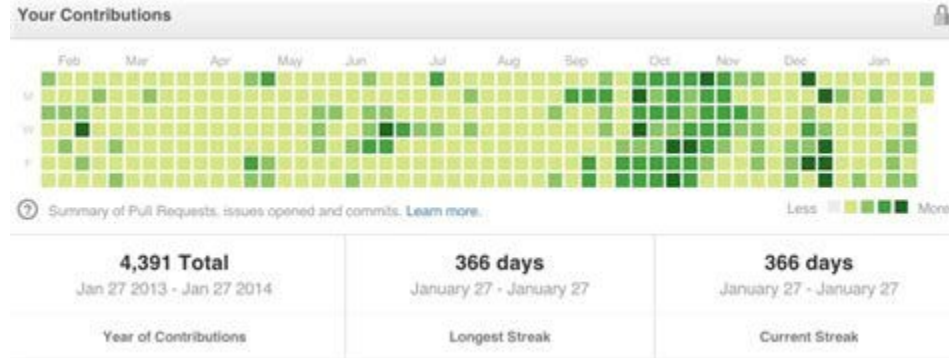 Your Contributions
Feb Mar Apr May Jun Jul Aug Sep Oct Nov Dec Jan
M
W
F
Summary of Pull Requests, issues opened and commits. Learn more.
Less More
4,391 Total 366 days 366 days
Jan 27 2013 - Jan 27 2014 January 27 - January 27 January 27 - January 27
Year of Contributions Longest Streak Current Streak